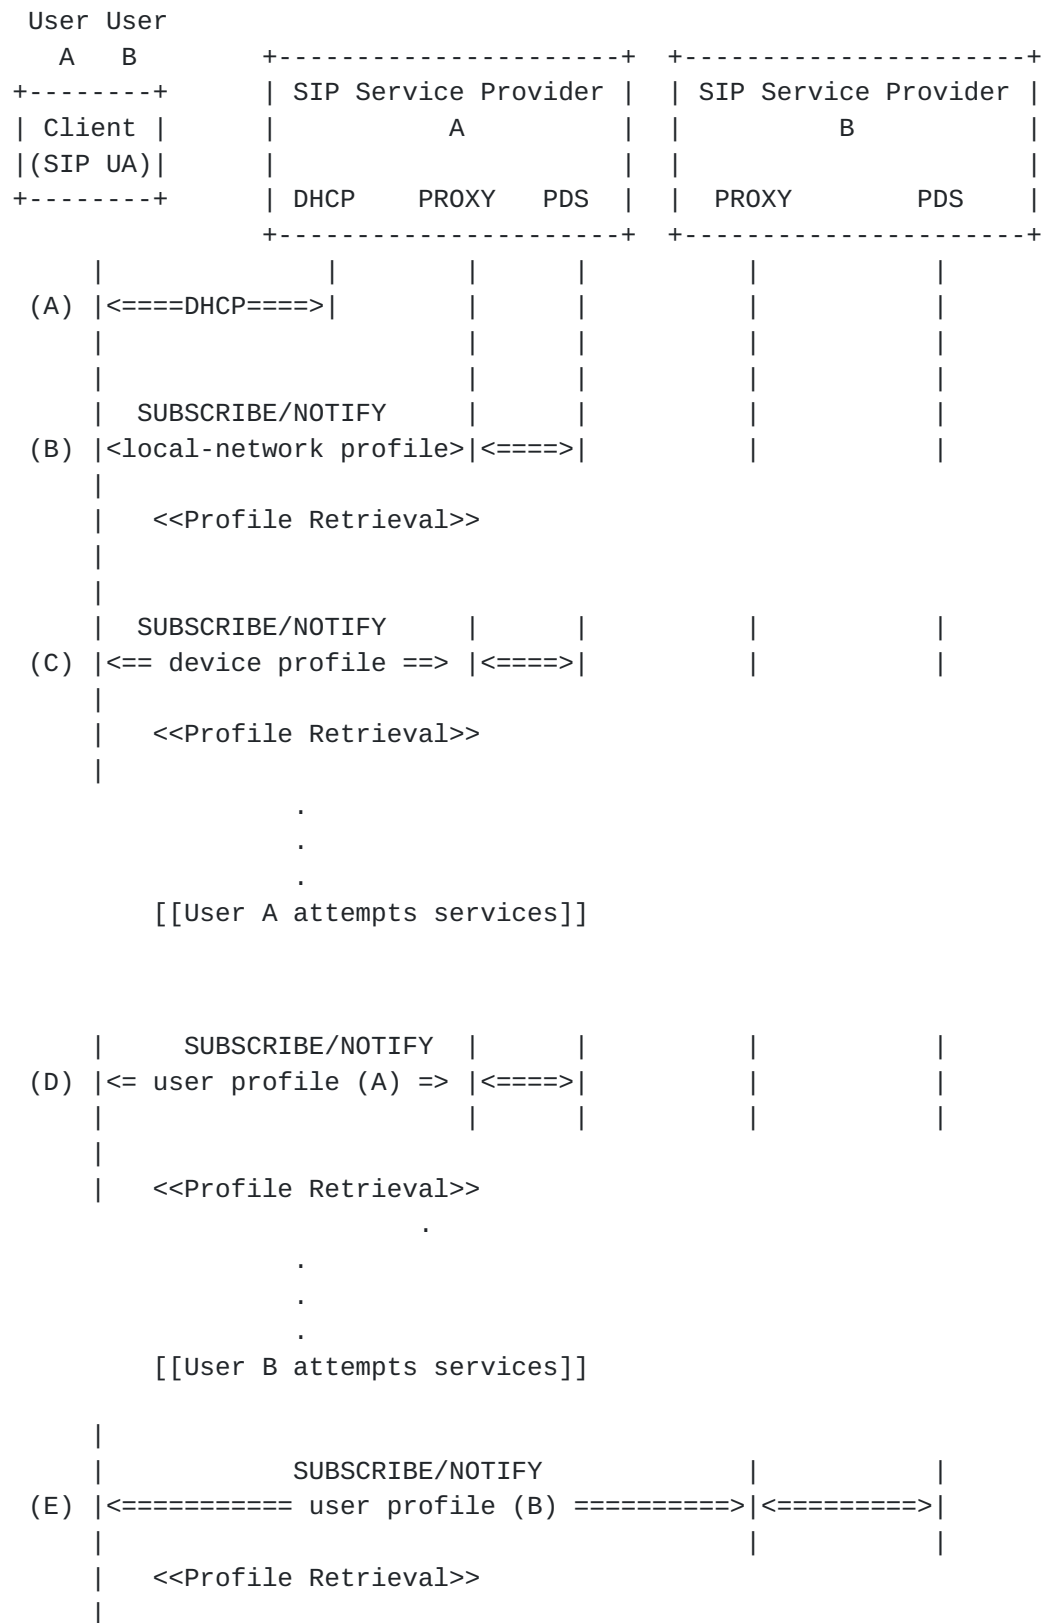 User User
   A   B        +----------------------+  +----------------------+
+--------+      | SIP Service Provider |  | SIP Service Provider |
| Client |      |           A          |  |          B           |
|(SIP UA)|      |                      |  |                      |
+--------+      | DHCP    PROXY   PDS  |  |  PROXY        PDS    |
                +----------------------+  +----------------------+
     |              |        |      |          |           |
 (A) |<====DHCP====>|        |      |          |           |
     |                       |      |          |           |
     |                       |      |          |           |
     |  SUBSCRIBE/NOTIFY     |      |          |           |
 (B) |<local-network profile>|<====>|          |           |
     |
     |   <<Profile Retrieval>>
     |
     |
     |  SUBSCRIBE/NOTIFY     |      |          |           |
 (C) |<== device profile ==> |<====>|          |           |
     |
     |   <<Profile Retrieval>>
     |
                  .
                  .
                  .
         [[User A attempts services]]

     |     SUBSCRIBE/NOTIFY  |      |          |           |
 (D) |<= user profile (A) => |<====>|          |           |
     |                       |      |          |           |
     |
     |   <<Profile Retrieval>>
                          .
                  .
                  .
                  .
         [[User B attempts services]]

     |
     |            SUBSCRIBE/NOTIFY             |           |
 (E) |<=========== user profile (B) ==========>|<=========>|
     |                                         |           |
     |   <<Profile Retrieval>>
     |